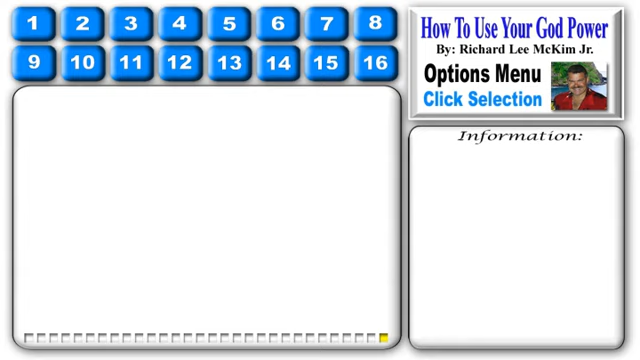 1 2 3 4 5 6 7 8
9 10 11 12 13 14 15 16
How To Use Your God Power
By: Richard Lee McKim Jr.
Options Menu
Click Selection
Information: